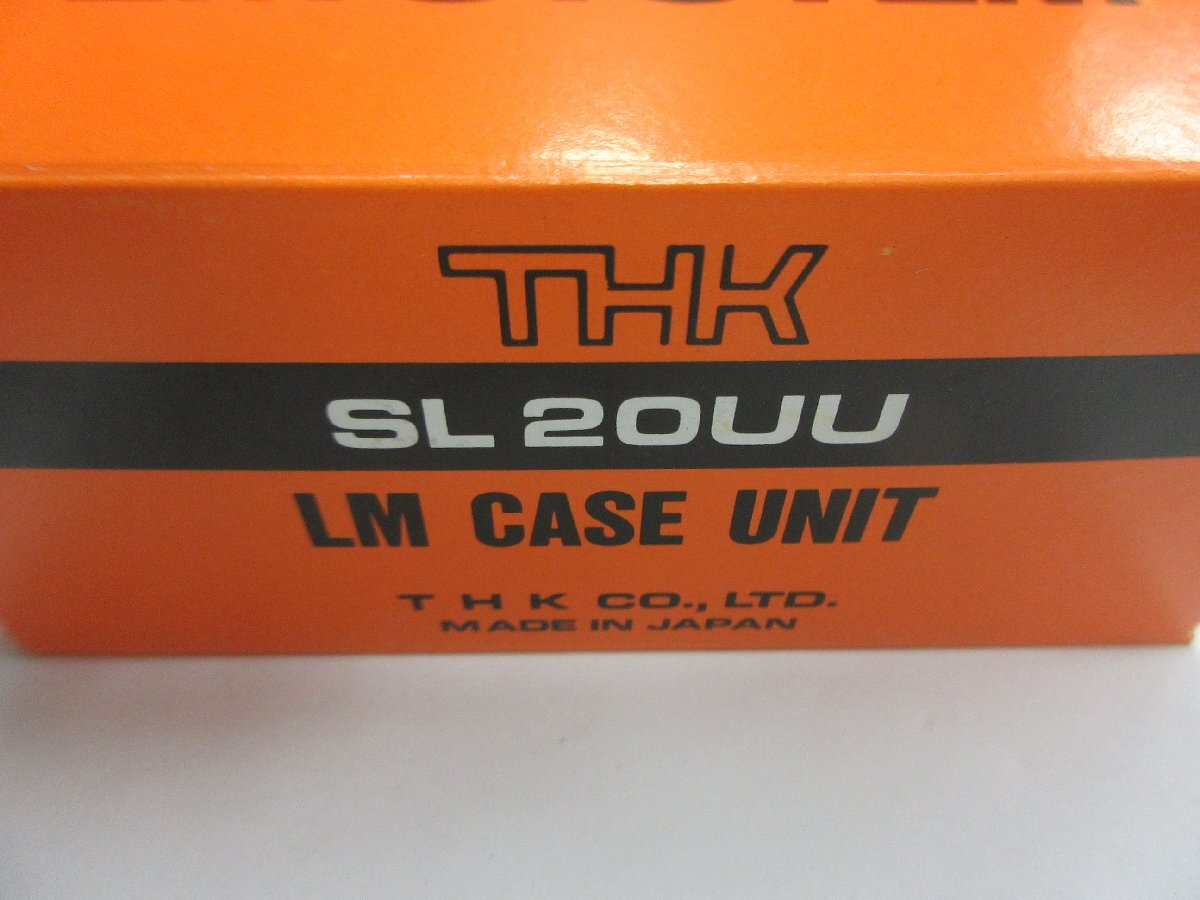 THK
SL 20UU
LM CASE UNIT
T H K CO., LTD.
MADE IN JAPAN